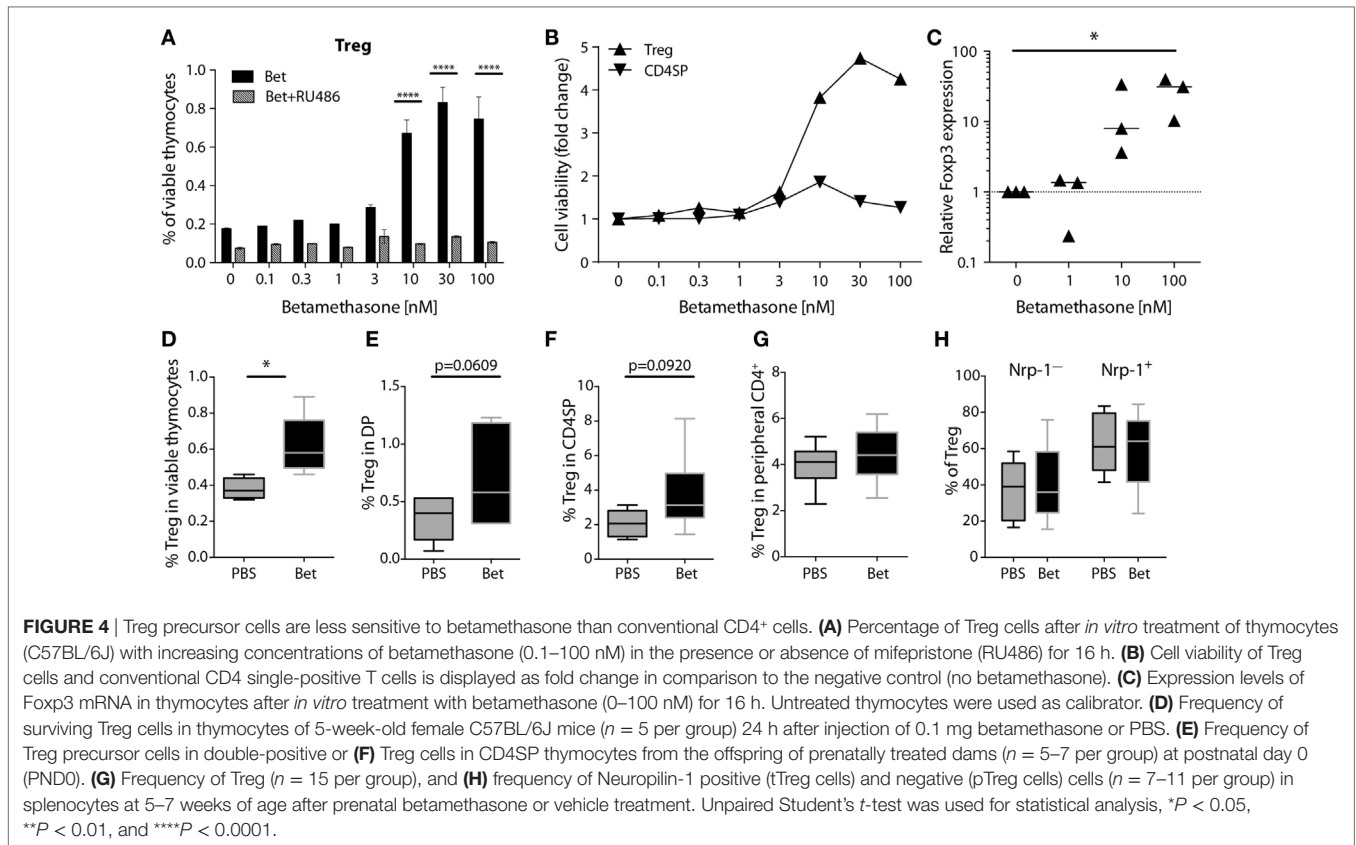 A
Treg
Bet
Bet+RU486
****
****
****
% of viable thymocytes
1.0
0.8
0.6
0.4
0.2
0.0
0 0.1 0.3 1 3 10 30 100
Betamethasone [nM]
B
Treg
CD4SP
Cell viability (fold change)
5
4
3
2
1
0
0 0.1 0.3 1 3 10 30 100
Betamethasone [nM]
C
*
Relative Foxp3 expression
100
10
1
0.1
0 1 10 100
Betamethasone [nM]
D
*
% Treg in viable thymocytes
1.0
0.8
0.6
0.4
0.2
0.0
PBS Bet
E
p=0.0609
% Treg in DP
1.5
1.0
0.5
0.0
PBS Bet
F
p=0.0920
% Treg in CD4SP
10
8
6
4
2
0
PBS Bet
G
% Treg in peripheral CD4⁺
8
6
4
2
0
PBS Bet
H
Nrp-1⁻ Nrp-1⁺
% of Treg
100
80
60
40
20
0
PBS Bet PBS Bet
FIGURE 4 | Treg precursor cells are less sensitive to betamethasone than conventional CD4⁺ cells. (A) Percentage of Treg cells after in vitro treatment of thymocytes
(C57BL/6J) with increasing concentrations of betamethasone (0.1–100 nM) in the presence or absence of mifepristone (RU486) for 16 h. (B) Cell viability of Treg
cells and conventional CD4 single-positive T cells is displayed as fold change in comparison to the negative control (no betamethasone). (C) Expression levels of
Foxp3 mRNA in thymocytes after in vitro treatment with betamethasone (0–100 nM) for 16 h. Untreated thymocytes were used as calibrator. (D) Frequency of
surviving Treg cells in thymocytes of 5-week-old female C57BL/6J mice (n = 5 per group) 24 h after injection of 0.1 mg betamethasone or PBS. (E) Frequency of
Treg precursor cells in double-positive or (F) Treg cells in CD4SP thymocytes from the offspring of prenatally treated dams (n = 5–7 per group) at postnatal day 0
(PND0). (G) Frequency of Treg (n = 15 per group), and (H) frequency of Neuropilin-1 positive (tTreg cells) and negative (pTreg cells) cells (n = 7–11 per group) in
splenocytes at 5–7 weeks of age after prenatal betamethasone or vehicle treatment. Unpaired Student's t-test was used for statistical analysis, *P < 0.05,
**P < 0.01, and ****P < 0.0001.